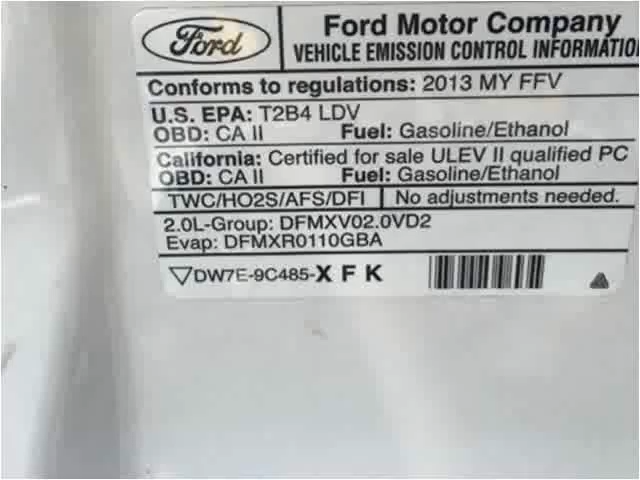 Ford
Ford Motor Company
VEHICLE EMISSION CONTROL INFORMATIO
Conforms to regulations: 2013 MY FFV
U.S. EPA: T2B4 LDV
OBD: CA II Fuel: Gasoline/Ethanol
California: Certified for sale ULEV II qualified PC
OBD: CA II Fuel: Gasoline/Ethanol
TWC/HO2S/AFS/DFI No adjustments needed.
2.0L-Group: DFMXV02.0VD2
Evap: DFMXR0110GBA
▽DW7E-9C485-X F K